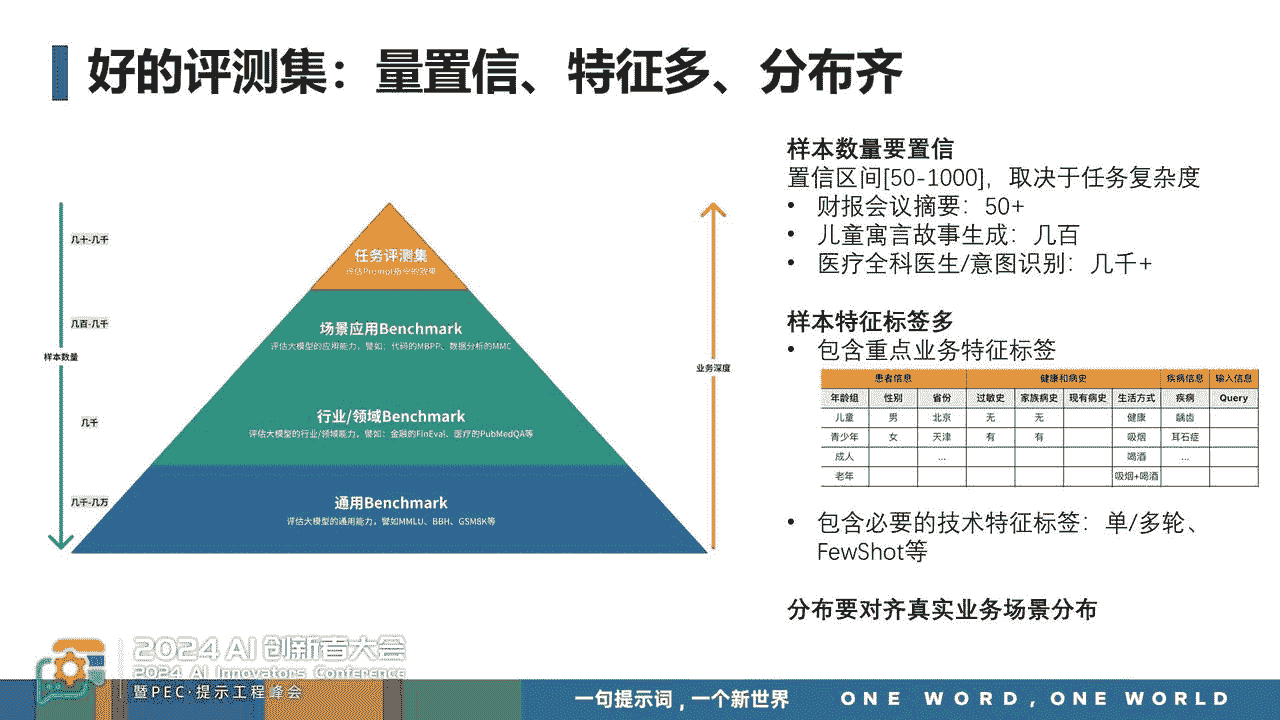 好的评测集：量置信、特征多、分布齐
样本数量要置信
置信区间[50-1000]，取决于任务复杂度
• 财报会议摘要：50+
• 儿童寓言故事生成：几百
• 医疗全科医生/意图识别：几千+
样本特征标签多
• 包含重点业务特征标签
患者信息 健康和病史 疾病信息 输入信息
年龄组 性别 省份 过敏史 家族病史 现有病史 生活方式 疾病 Query
儿童 男 北京 无 无 健康 龋齿
青少年 女 天津 有 有 吸烟 耳石症
成人 ... 喝酒 ...
老年 吸烟+喝酒
• 包含必要的技术特征标签：单/多轮、
FewShot等
分布要对齐真实业务场景分布
几十-几千
几百-几千
样本数量
几千
几千-几万
任务评测集
评估Prompt指令的效果
场景应用Benchmark
评估大模型的应用能力，譬如：代码的MBPP、数据分析的MMC
行业/领域Benchmark
评估大模型的行业/领域能力，譬如：金融的FinEval、医疗的PubMedQA等
通用Benchmark
评估大模型的通用能力，譬如MMLU、BBH、GSM8K等
业务深度
2024 AI 创新者大会
2024 AI Innovators Conference
暨PEC·提示工程峰会
一句提示词，一个新世界
ONE WORD, ONE WORLD